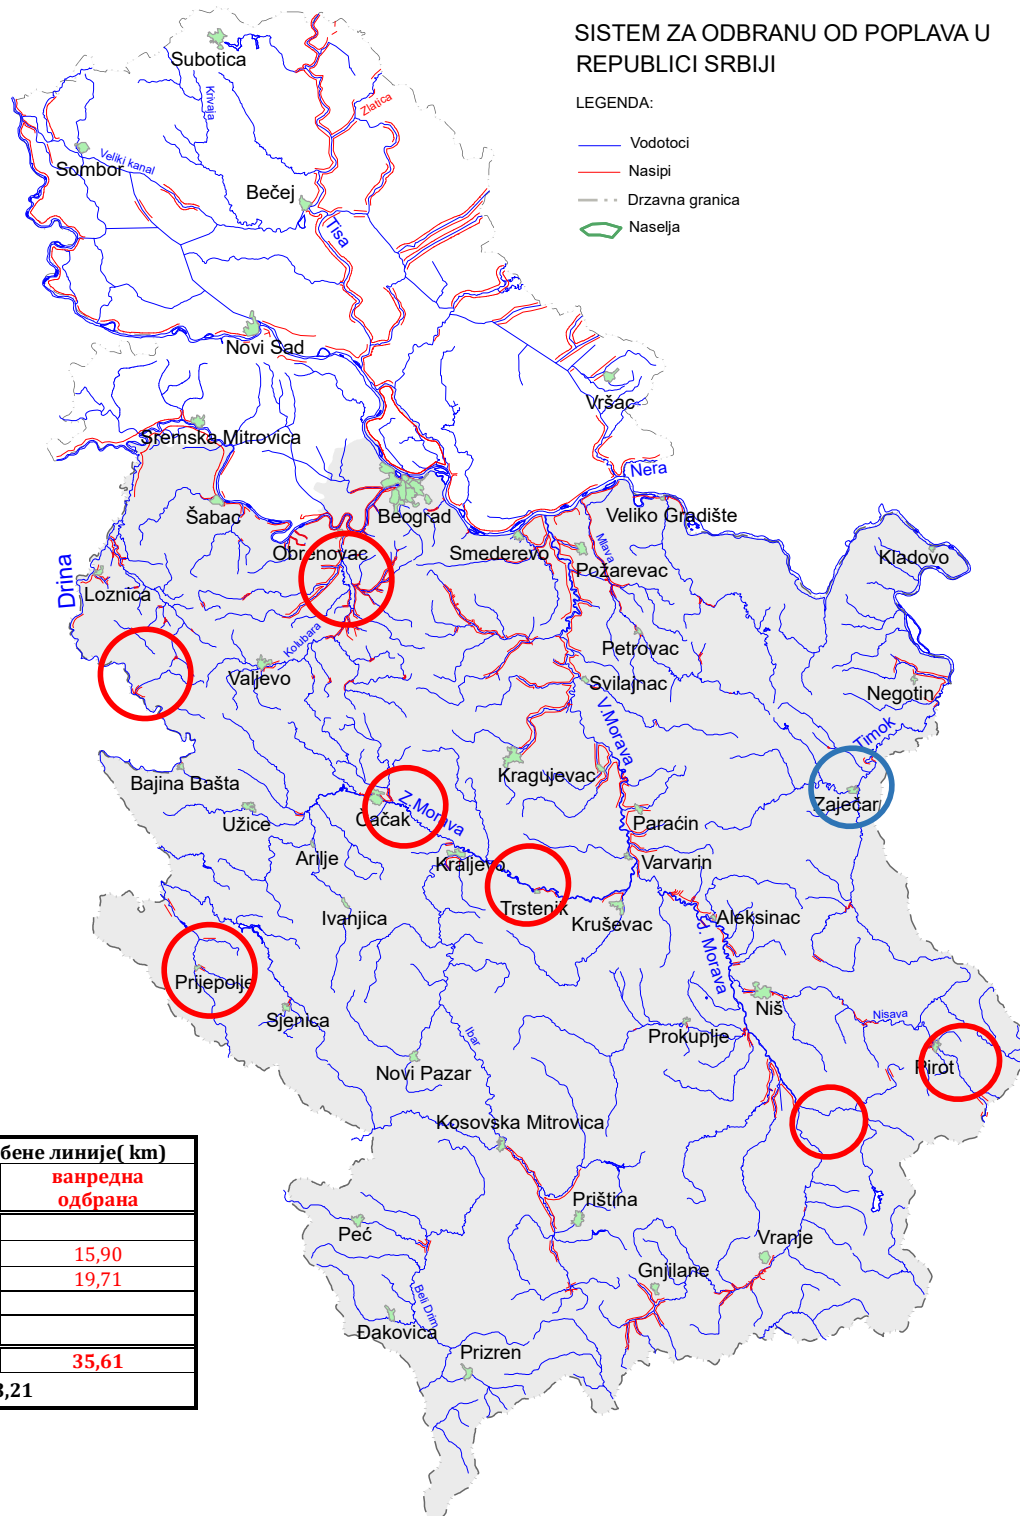 SISTEM ZA ODBRANU OD POPLAVA U
REPUBLICI SRBIJI
LEGENDA:
Vodotoci
Nasipi
Drzavna granica
Naselja
Subotica
Krivaja
Zlatica
Sombor
Veliki kanal
Bečej
Tisa
Novi Sad
Vršac
Sremska Mitrovica
Nera
Šabac
Beograd
Veliko Gradište
Obrenovac
Smederevo
Mlava
Požarevac
Kladovo
Drina
Loznica
Kolubara
Petrovac
Valjevo
Svilajnac
Negotin
V.Morava
Timok
Bajina Bašta
Kragujevac
Zaječar
Užice
Čačak
Z.Morava
Paraćin
Arilje
Kraljevo
Varvarin
Ivanjica
Trstenik
Kruševac
Aleksinac
J. Morava
Prijepolje
Sjenica
Niš
Nisava
Ibar
Prokuplje
Pirot
Novi Pazar
Kosovska Mitrovica
Priština
Peć
Vranje
Gnjilane
Beli Drim
Đakovica
Prizren
бене линије( km)
ванредна
одбрана
15,90
19,71
35,61
3,21